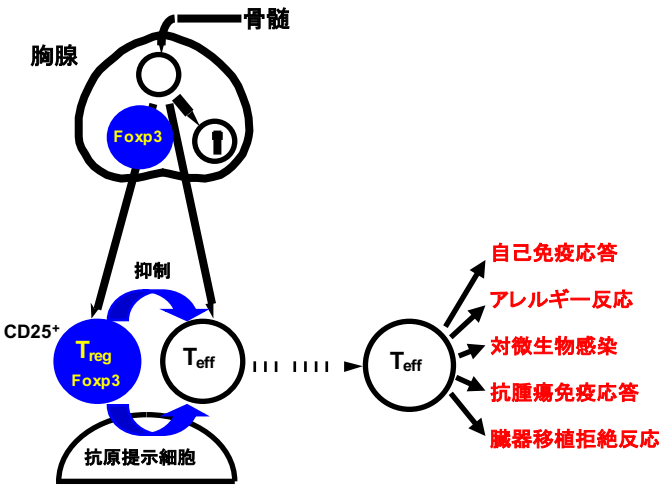 骨髄
胸腺
Foxp3
抑制
CD25+
Treg
Foxp3
Teff
抗原提示細胞
Teff
自己免疫応答
アレルギー反応
対微生物感染
抗腫瘍免疫応答
臓器移植拒絶反応